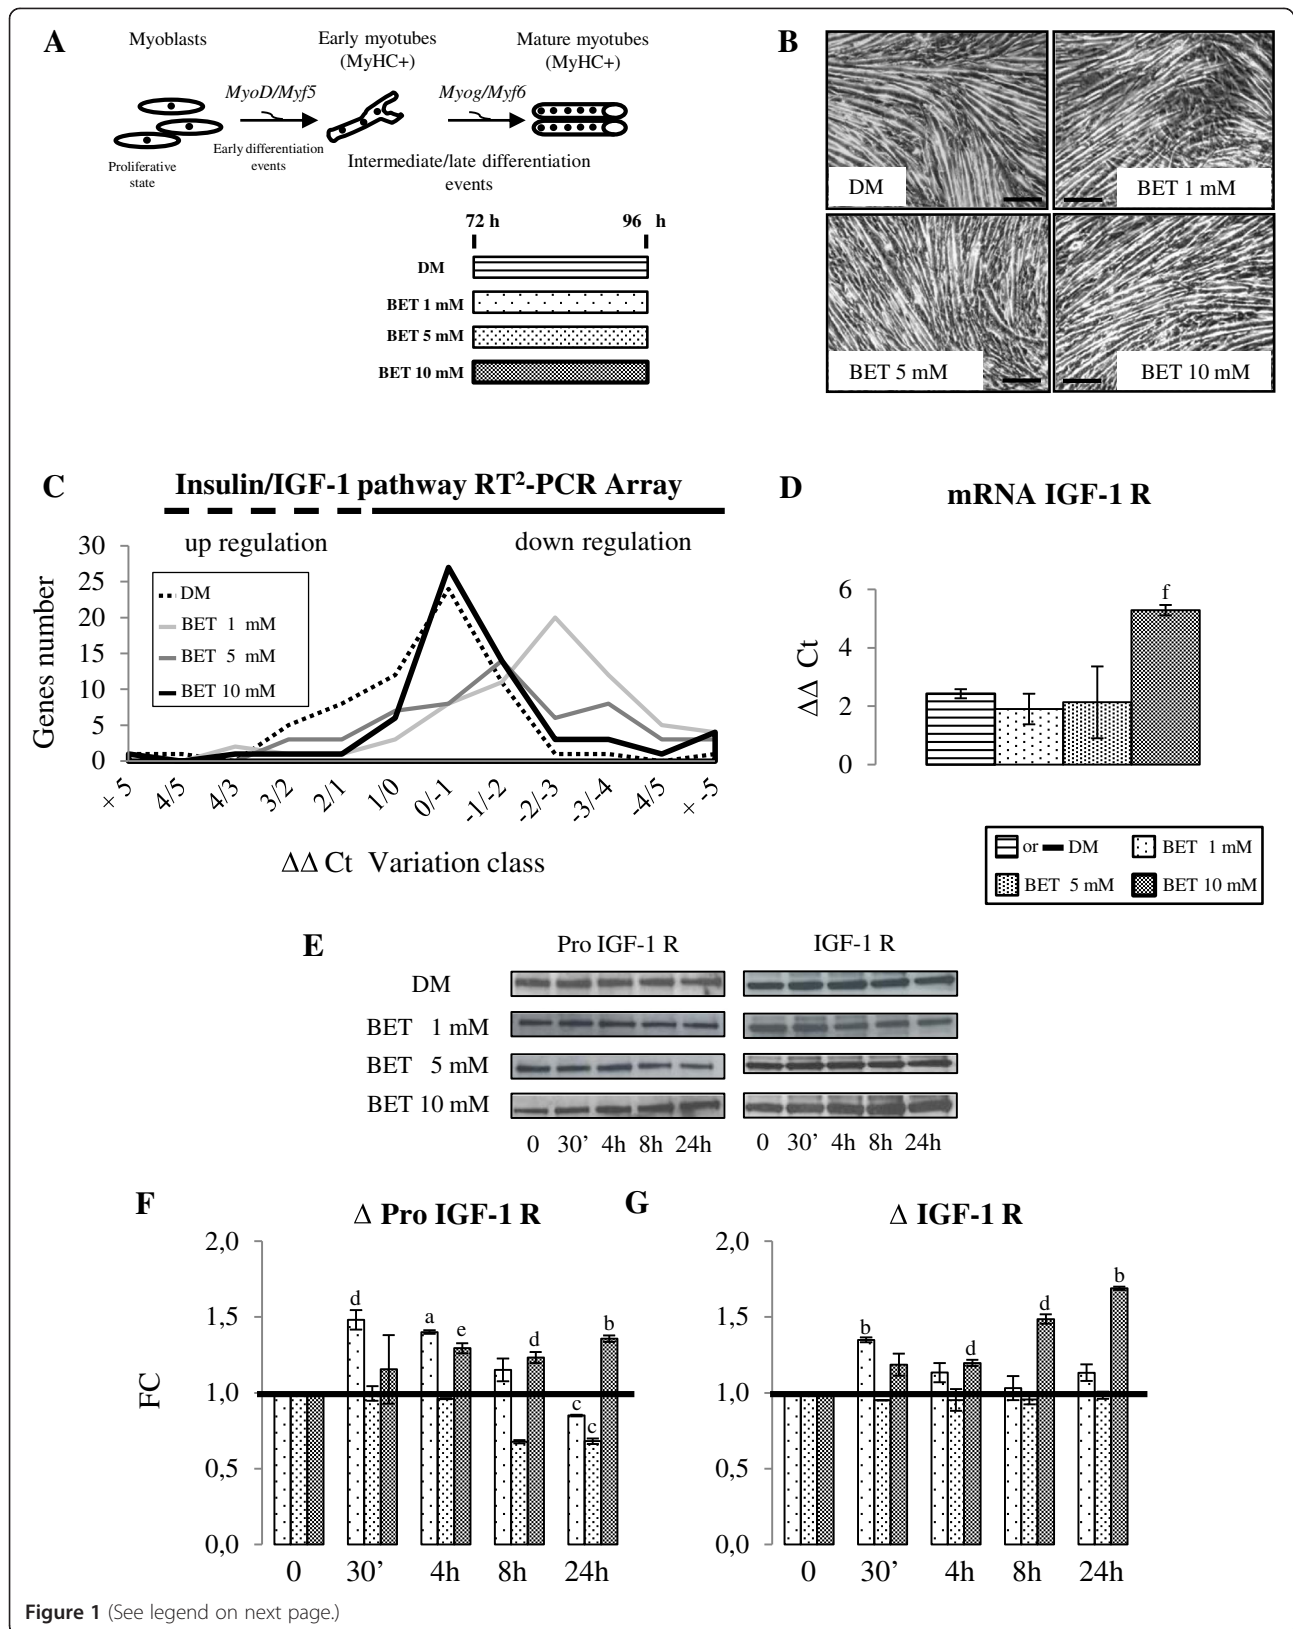 A
Myoblasts
Early myotubes
(MyHC+)
Mature myotubes
(MyHC+)
MyoD/Myf5
Myog/Myf6
Proliferative
state
Early differentiation
events
Intermediate/late differentiation
events
72 h
96 h
DM
BET 1 mM
BET 5 mM
BET 10 mM
B
DM
BET 1 mM
BET 5 mM
BET 10 mM
C
Insulin/IGF-1 pathway RT²-PCR Array
up regulation
down regulation
Genes number
30
25
20
15
10
5
0
DM
BET 1 mM
BET 5 mM
BET 10 mM
+ 5
4/5
4/3
3/2
2/1
1/0
0/-1
-1/-2
-2/-3
-3/-4
-4/5
+ -5
ΔΔ Ct Variation class
D
mRNA IGF-1 R
ΔΔ Ct
6
4
2
0
f
or DM
BET 1 mM
BET 5 mM
BET 10 mM
E
Pro IGF-1 R
IGF-1 R
DM
BET 1 mM
BET 5 mM
BET 10 mM
0 30’ 4h 8h 24h
0 30’ 4h 8h 24h
F
Δ Pro IGF-1 R
FC
2,0
1,5
1,0
0,5
0,0
d
a
e
d
c
c
b
0 30’ 4h 8h 24h
G
Δ IGF-1 R
2,0
1,5
1,0
0,5
0,0
b
d
d
b
0 30’ 4h 8h 24h
Figure 1 (See legend on next page.)